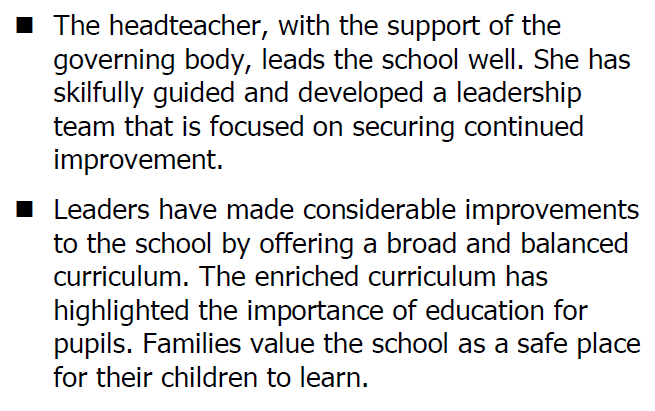 ■ The headteacher, with the support of the
governing body, leads the school well. She has
skilfully guided and developed a leadership
team that is focused on securing continued
improvement.
■ Leaders have made considerable improvements
to the school by offering a broad and balanced
curriculum. The enriched curriculum has
highlighted the importance of education for
pupils. Families value the school as a safe place
for their children to learn.